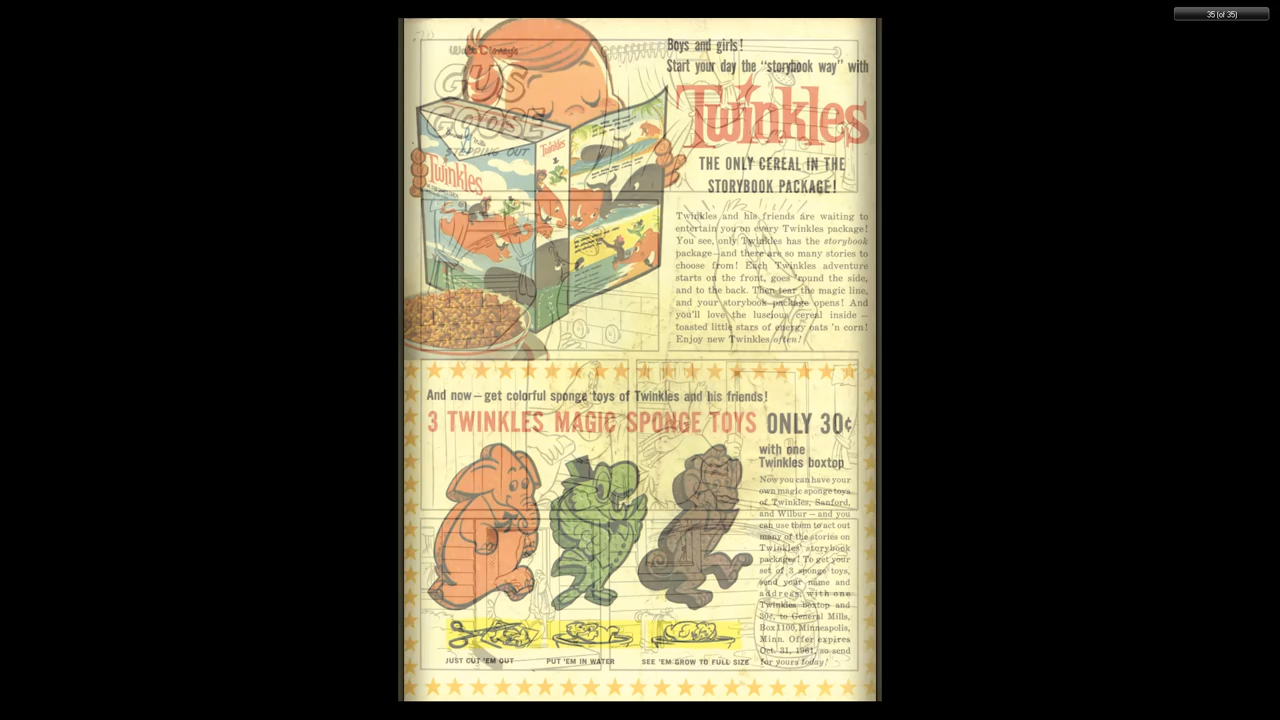 35 (of 35)
Walt Disney's
GUS
GOOSE
STEPPING OUT
Boys and girls!
Start your day the "storybook way" with
Twinkles
THE ONLY CEREAL IN THE
STORYBOOK PACKAGE!
Twinkles
Twinkles
Twinkles and his friends are waiting to
entertain you on every Twinkles package!
You see, only Twinkles has the storybook
package—and there are so many stories to
choose from! Each Twinkles adventure
starts on the front, goes 'round the side,
and to the back. Then tear the magic line,
and your storybook package opens! And
you'll love the luscious cereal inside—
toasted little stars of energy oats 'n corn!
Enjoy new Twinkles often!
And now—get colorful sponge toys of Twinkles and his friends!
3 TWINKLES MAGIC SPONGE TOYS ONLY 30¢
with one
Twinkles boxtop
Now you can have your
own magic sponge toys
of Twinkles, Sanford,
and Wilbur—and you
can use them to act out
many of the stories on
Twinkles' storybook
packages! To get your
set of 3 sponge toys,
send your name and
address, with one
Twinkles boxtop and
30¢, to General Mills,
Box 1100, Minneapolis,
Minn. Offer expires
Oct. 31, 1961, so send
for yours today!
JUST CUT 'EM OUT
PUT 'EM IN WATER
SEE 'EM GROW TO FULL SIZE